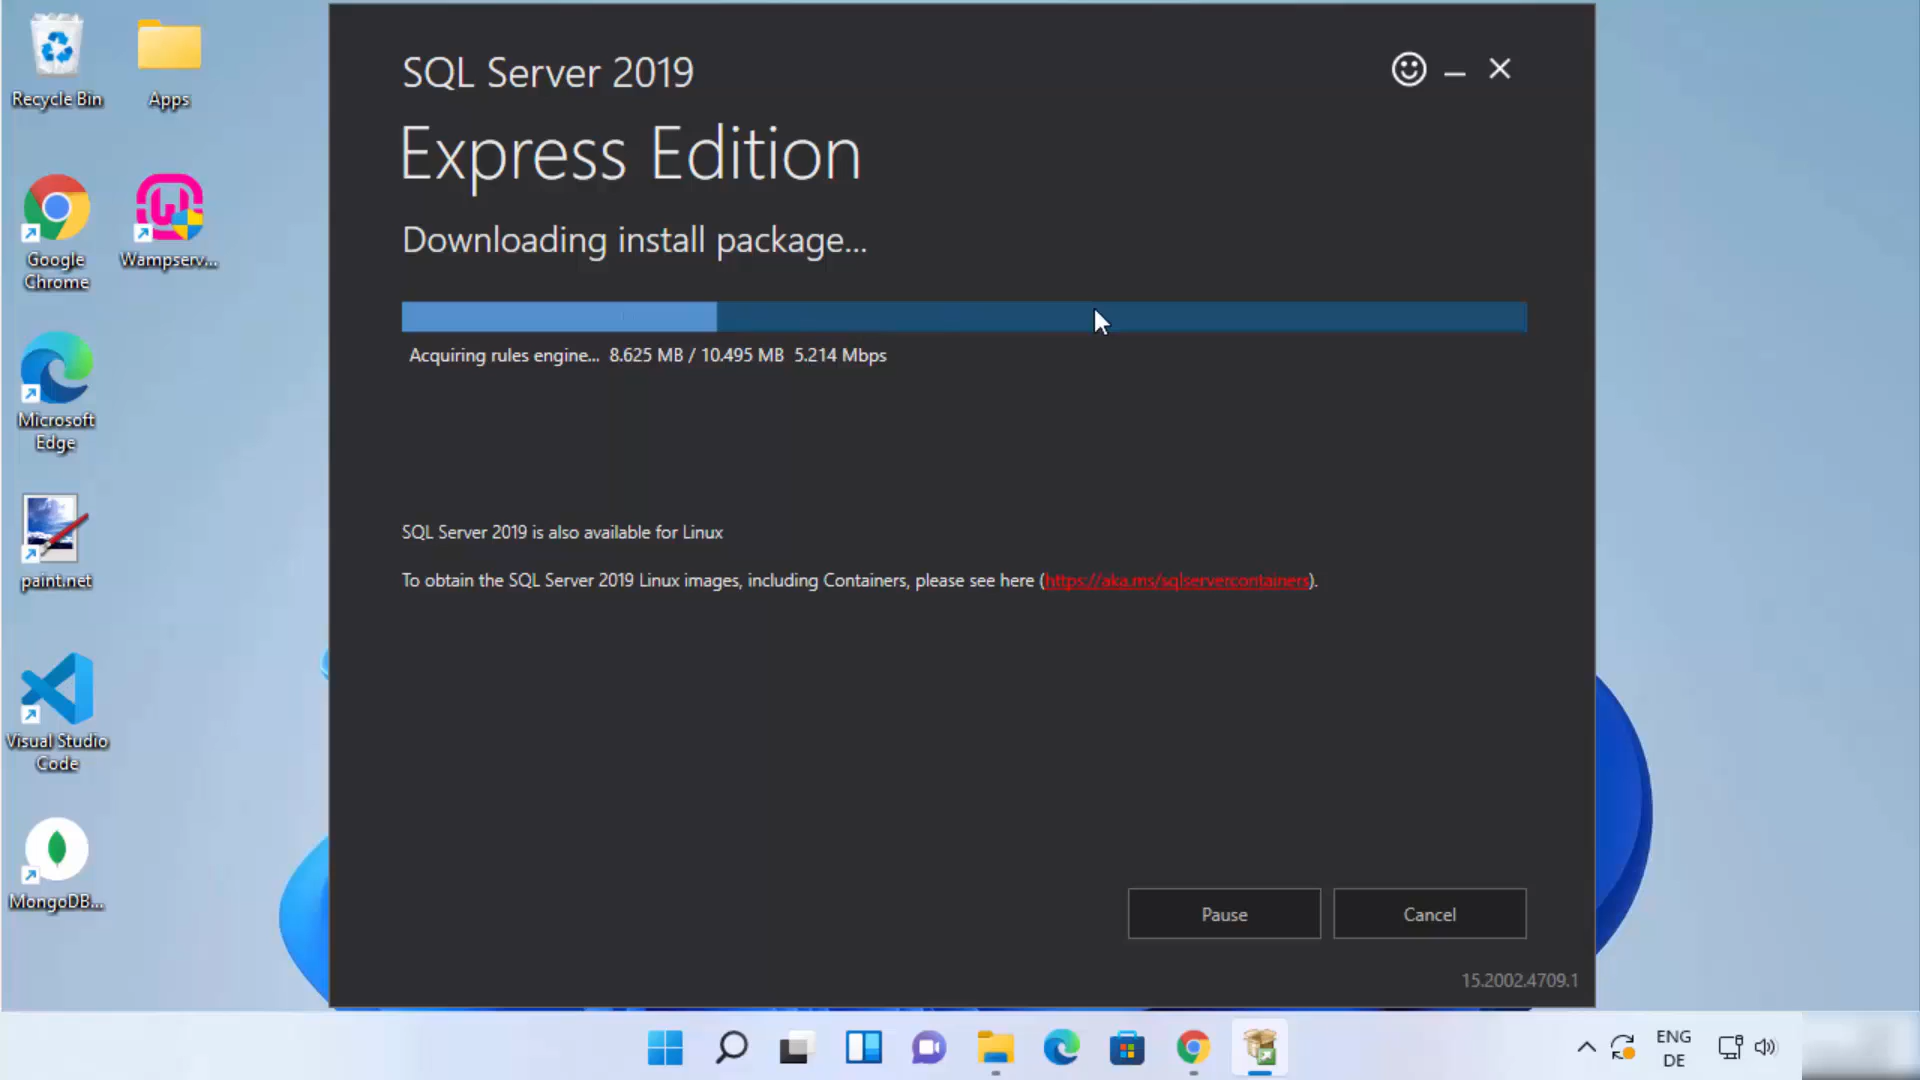 Recycle Bin
Apps
Google
Chrome
Wampserv...
Microsoft
Edge
paint.net
Visual Studio
Code
MongoDB...
SQL Server 2019
Express Edition
Downloading install package...
Acquiring rules engine... 8.625 MB / 10.495 MB 5.214 Mbps
SQL Server 2019 is also available for Linux
To obtain the SQL Server 2019 Linux images, including Containers, please see here (https://aka.ms/sqlservercontainers).
Pause
Cancel
15.2002.4709.1
ENG
DE